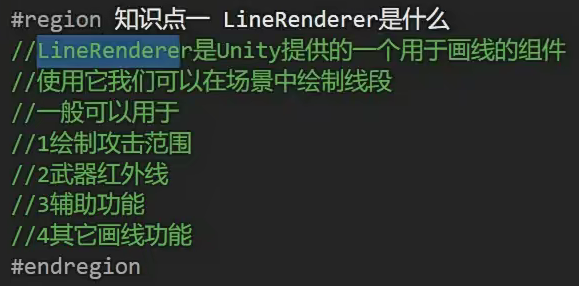 #region 知识点一 LineRenderer是什么
//LineRenderer是Unity提供的一个用于画线的组件
//使用它我们可以在场景中绘制线段
//一般可以用于
//1绘制攻击范围
//2武器红外线
//3辅助功能
//4其它画线功能
#endregion